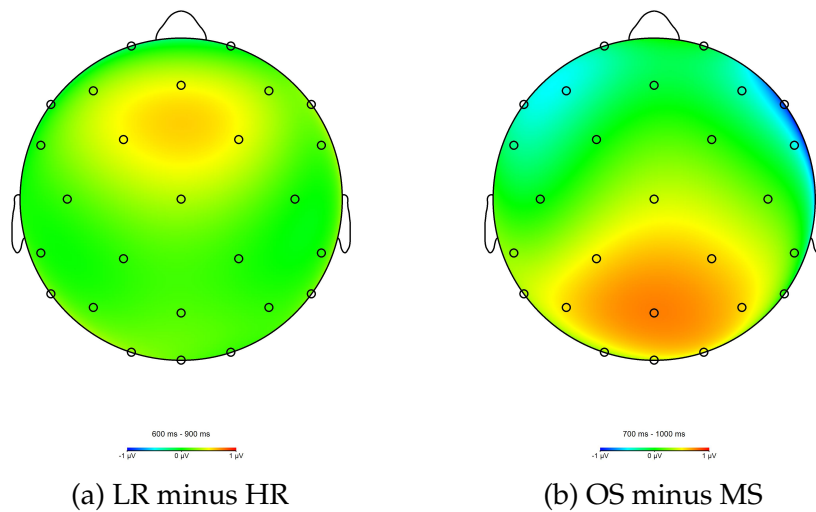 600 ms - 900 ms
-1 µV 0 µV 1 µV
700 ms - 1000 ms
-1 µV 0 µV 1 µV
(a) LR minus HR
(b) OS minus MS